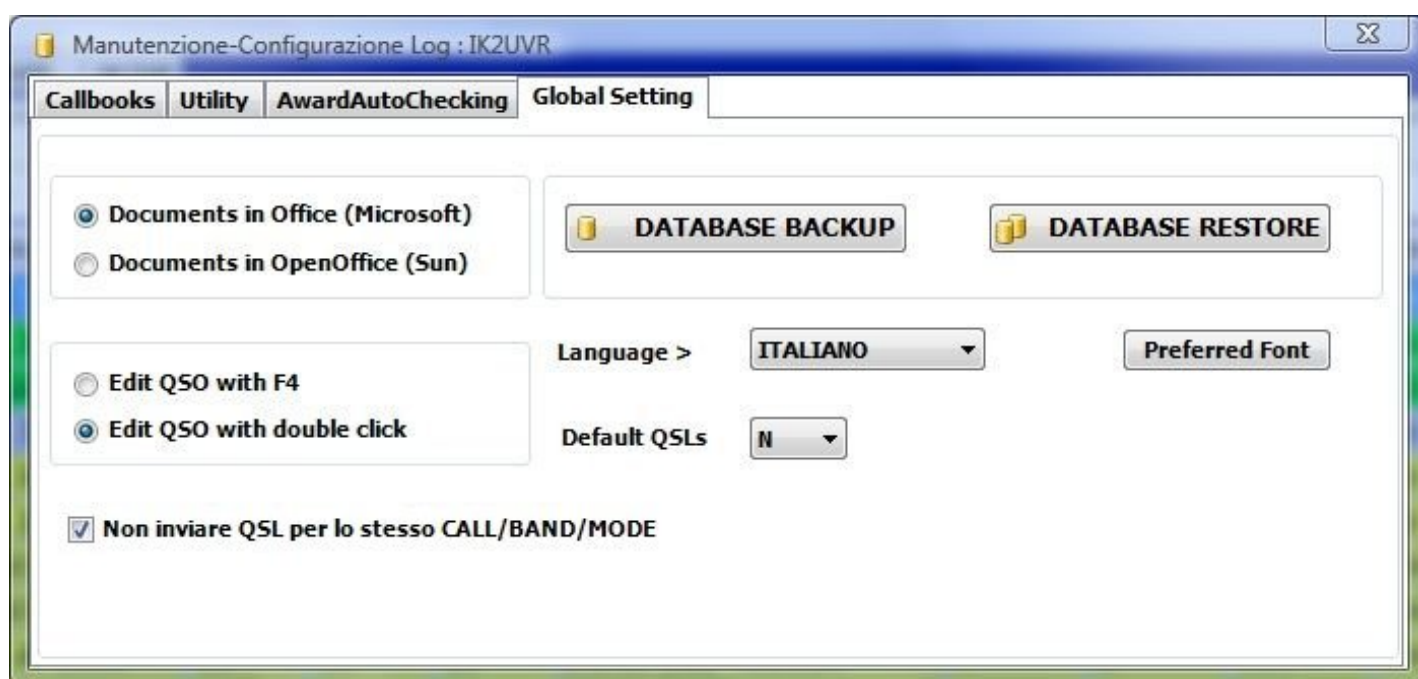 Manutenzione-Configurazione Log : IK2UVR
Callbooks Utility AwardAutoChecking Global Setting
Documents in Office (Microsoft)
Documents in OpenOffice (Sun)
DATABASE BACKUP DATABASE RESTORE
Language > ITALIANO Preferred Font
Edit QSO with F4
Edit QSO with double click
Default QSLs N
Non inviare QSL per lo stesso CALL/BAND/MODE